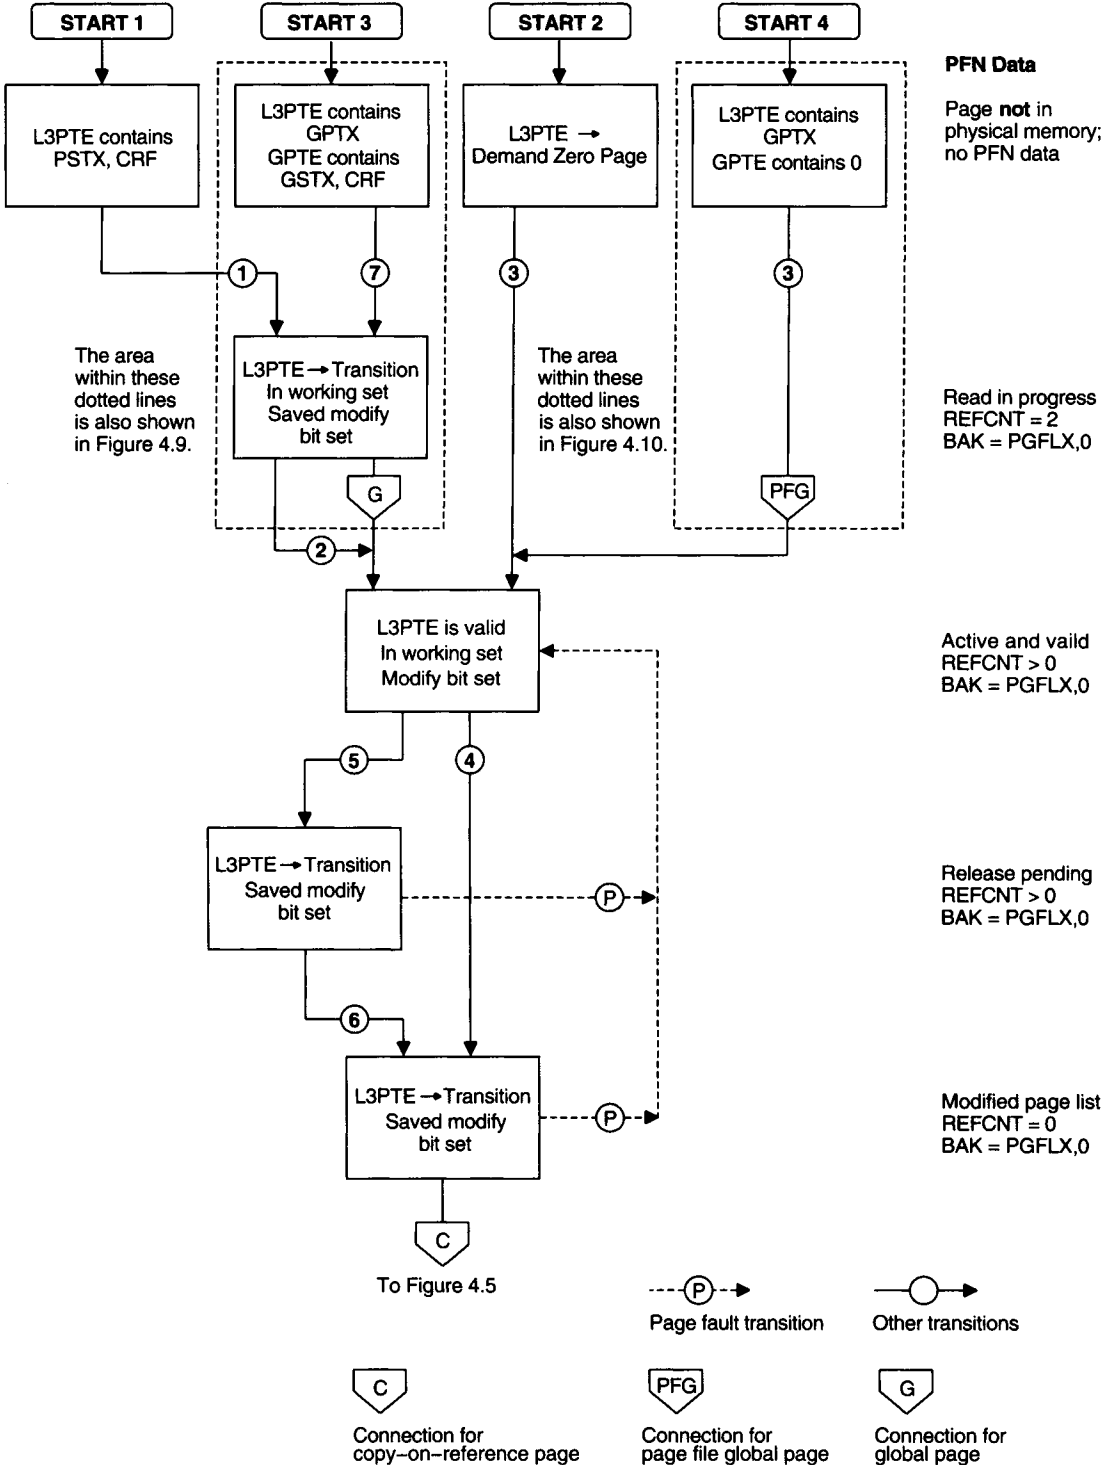 START 1
START 3
START 2
START 4
PFN Data
L3PTE contains
PSTX, CRF
L3PTE contains
GPTX
GPTE contains
GSTX, CRF
L3PTE →
Demand Zero Page
L3PTE contains
GPTX
GPTE contains 0
Page not in
physical memory;
no PFN data
1
7
3
3
The area
within these
dotted lines
is also shown
in Figure 4.9.
L3PTE → Transition
In working set
Saved modify
bit set
The area
within these
dotted lines
is also shown
in Figure 4.10.
Read in progress
REFCNT = 2
BAK = PGFLX,0
G
PFG
2
L3PTE is valid
In working set
Modify bit set
Active and vaild
REFCNT > 0
BAK = PGFLX,0
5
4
L3PTE → Transition
Saved modify
bit set
P
Release pending
REFCNT > 0
BAK = PGFLX,0
6
L3PTE → Transition
Saved modify
bit set
P
Modified page list
REFCNT = 0
BAK = PGFLX,0
C
To Figure 4.5
P
Page fault transition
Other transitions
C
Connection for
copy–on–reference page
PFG
Connection for
page file global page
G
Connection for
global page